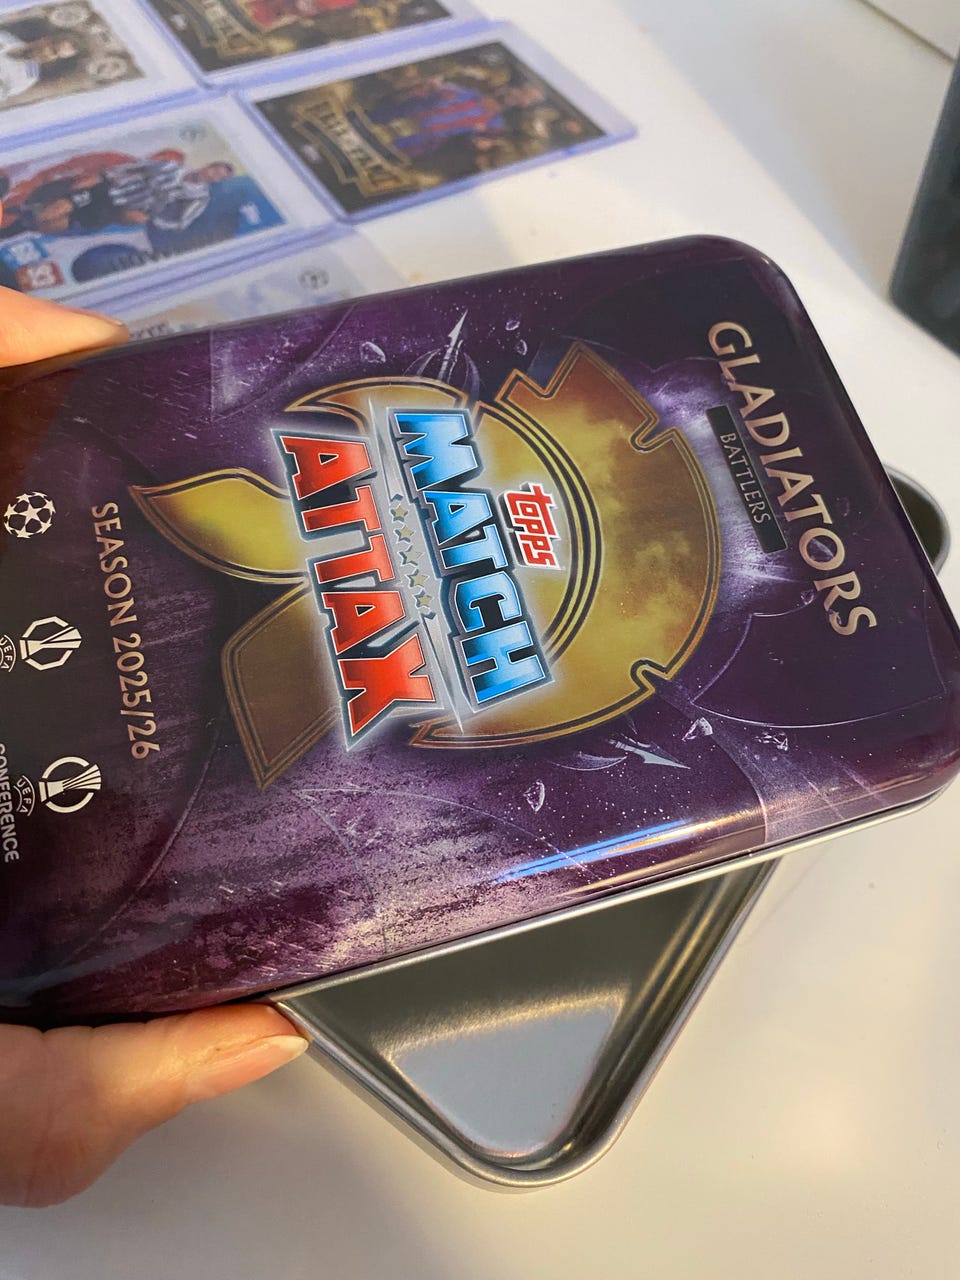 GLADIATORS
BATTLERS
topps
MATCH
ATTAX
SEASON 2025/26
UEFA
UEFA
CONFERENCE